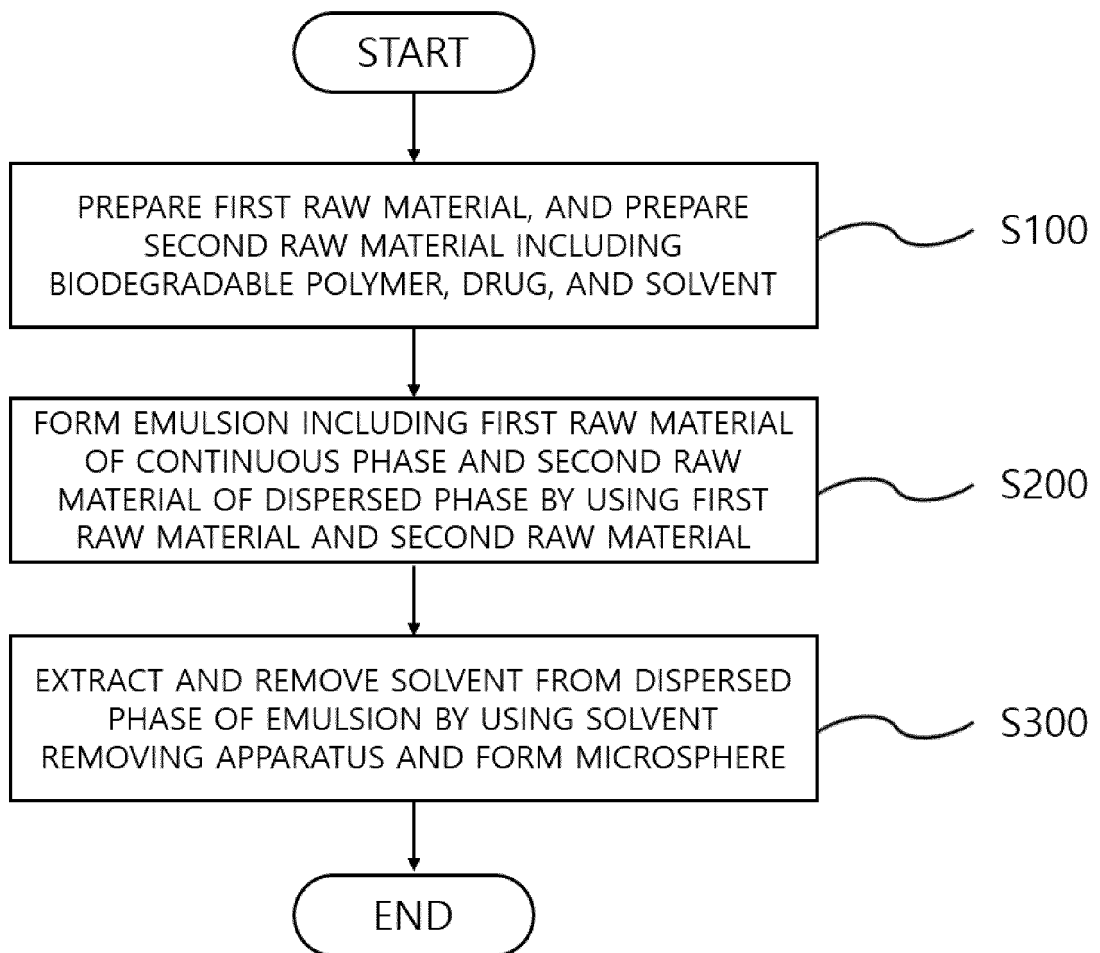 START
PREPARE FIRST RAW MATERIAL, AND PREPARE
SECOND RAW MATERIAL INCLUDING
BIODEGRADABLE POLYMER, DRUG, AND SOLVENT
S100
FORM EMULSION INCLUDING FIRST RAW MATERIAL
OF CONTINUOUS PHASE AND SECOND RAW
MATERIAL OF DISPERSED PHASE BY USING FIRST
RAW MATERIAL AND SECOND RAW MATERIAL
S200
EXTRACT AND REMOVE SOLVENT FROM DISPERSED
PHASE OF EMULSION BY USING SOLVENT
REMOVING APPARATUS AND FORM MICROSPHERE
S300
END